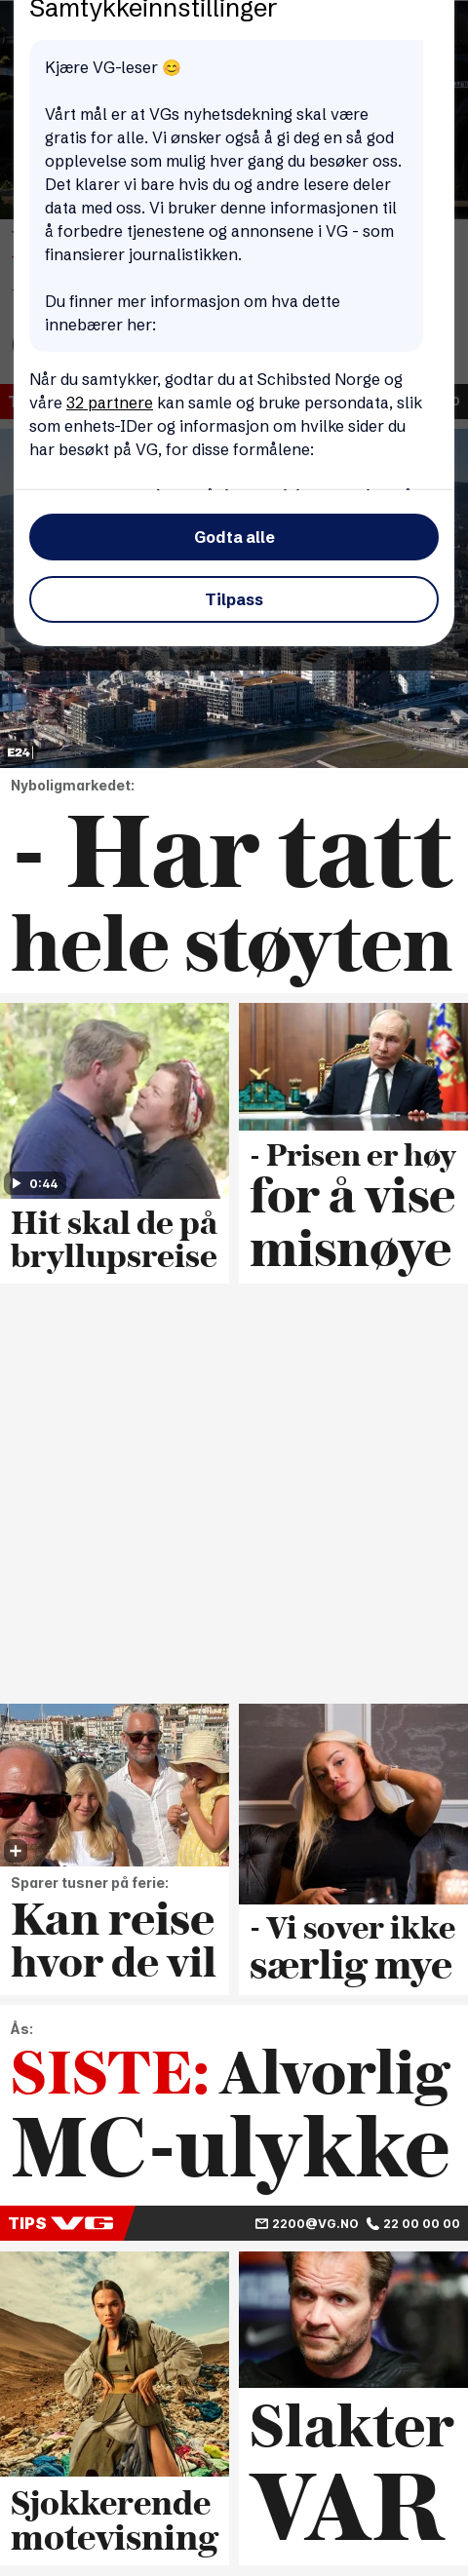 Samtykkeinnstillinger
Kjære VG-leser 😊
Vårt mål er at VGs nyhetsdekning skal være
gratis for alle. Vi ønsker også å gi deg en så god
opplevelse som mulig hver gang du besøker oss.
Det klarer vi bare hvis du og andre lesere deler
data med oss. Vi bruker denne informasjonen til
å forbedre tjenestene og annonsene i VG - som
finansierer journalistikken.
Du finner mer informasjon om hva dette
innebærer her:
Når du samtykker, godtar du at Schibsted Norge og
våre 32 partnere kan samle og bruke persondata, slik
som enhets-IDer og informasjon om hvilke sider du
har besøkt på VG, for disse formålene:
Godta alle
Tilpass
E24
Nyboligmarkedet:
- Har tatt
hele støyten
0:44
Hit skal de på
bryllupsreise
- Prisen er høy
for å vise
misnøye
Sparer tusner på ferie:
Kan reise
hvor de vil
- Vi sover ikke
særlig mye
Ås:
SISTE: Alvorlig
MC-ulykke
TIPS VG 2200@VG.NO 22 00 00 00
Sjokkerende
motevisning
Slakter
VAR